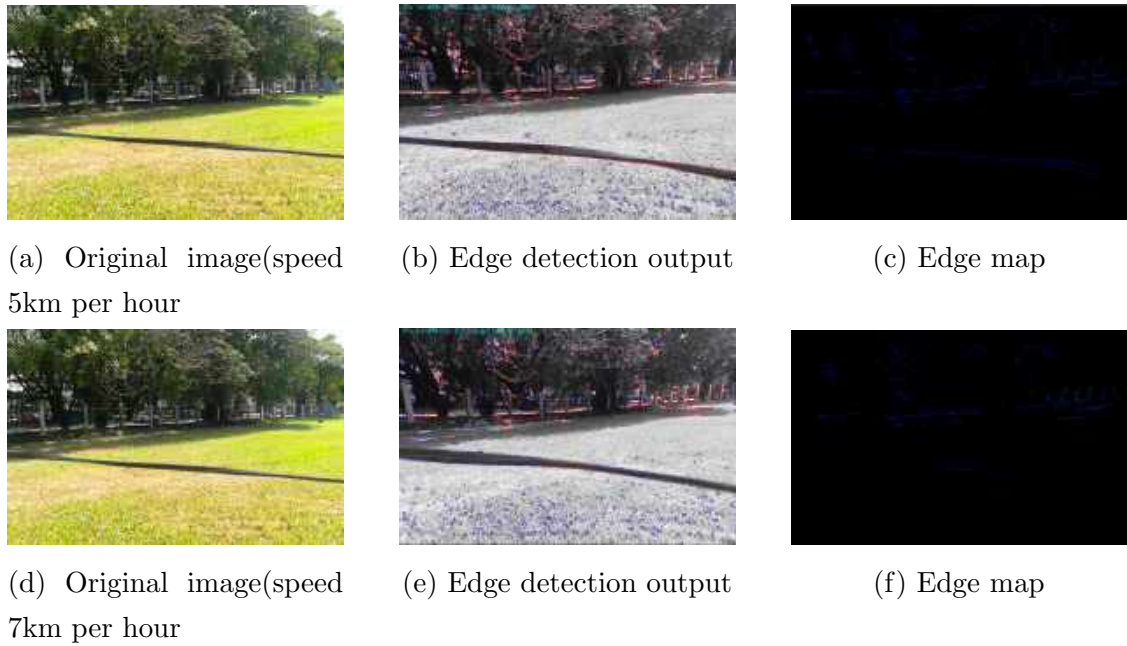 (a) Original image(speed
5km per hour
(b) Edge detection output
(c) Edge map
(d) Original image(speed
7km per hour
(e) Edge detection output
(f) Edge map